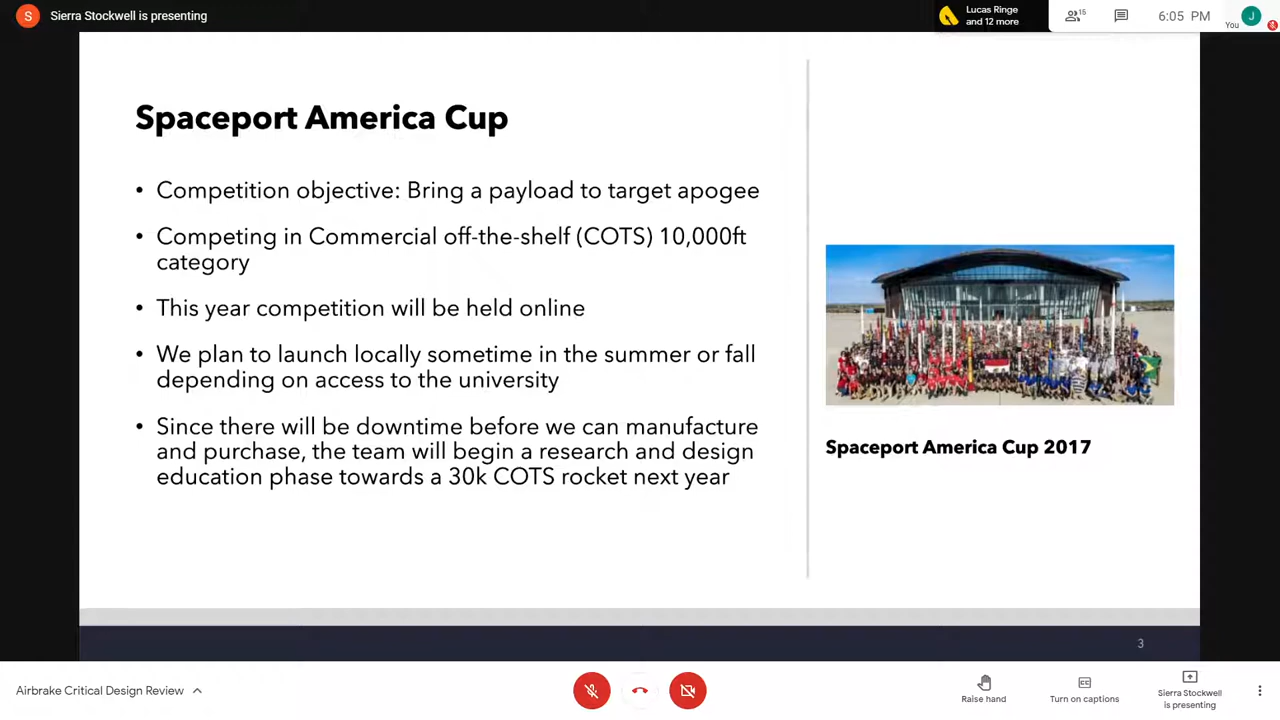 S Sierra Stockwell is presenting
Lucas Ringe
and 12 more
15
6:05 PM
J
You
Spaceport America Cup
• Competition objective: Bring a payload to target apogee
• Competing in Commercial off-the-shelf (COTS) 10,000ft
category
• This year competition will be held online
• We plan to launch locally sometime in the summer or fall
depending on access to the university
• Since there will be downtime before we can manufacture
and purchase, the team will begin a research and design
education phase towards a 30k COTS rocket next year
Spaceport America Cup 2017
3
Airbrake Critical Design Review
Raise hand
CC
Turn on captions
Sierra Stockwell
is presenting